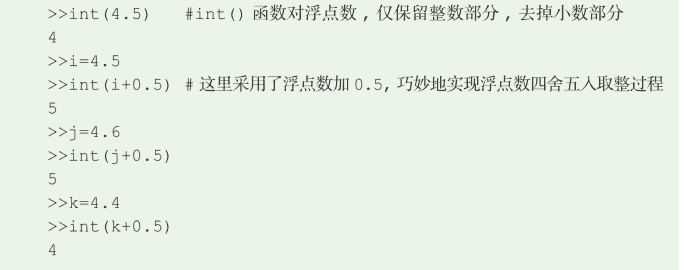 >>int(4.5)   #int() 函数对浮点数，仅保留整数部分，去掉小数部分
4
>>i=4.5
>>int(i+0.5) # 这里采用了浮点数加 0.5, 巧妙地实现浮点数四舍五入取整过程
5
>>j=4.6
>>int(j+0.5)
5
>>k=4.4
>>int(k+0.5)
4